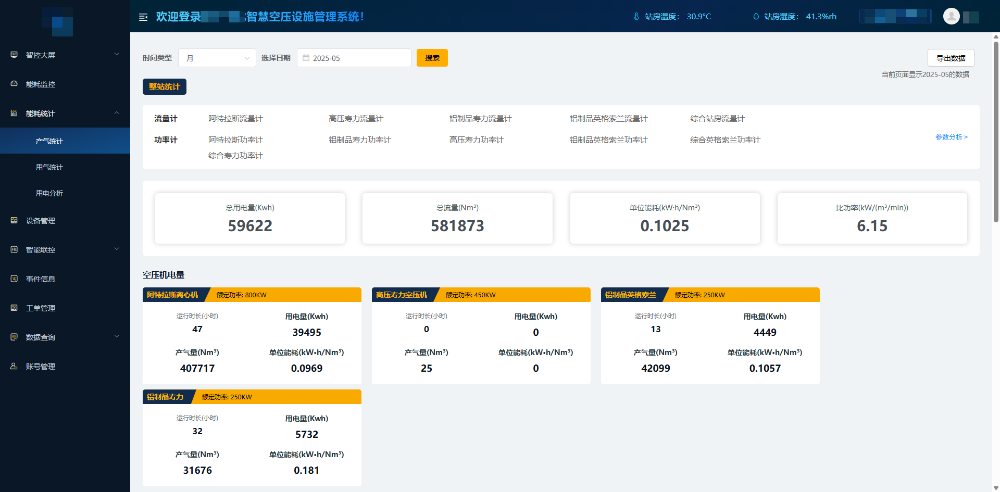 欢迎登录
智慧空压设施管理系统!
站房温度: 30.9°C
站房湿度: 41.3%rh
智控大屏
能耗监控
能耗统计
产气统计
用气统计
用电分析
设备管理
智能联控
事件信息
工单管理
数据查询
账号管理
时间类型 月 选择日期 2025-05 搜索
导出数据
当前页面显示2025-05的数据
整站统计
流量计 阿特拉斯流量计 高压寿力流量计 铝制品寿力流量计 铝制品英格索兰流量计 综合站房流量计
功率计 阿特拉斯功率计 铝制品寿力功率计 高压寿力功率计 铝制品英格索兰功率计 综合英格索兰功率计
综合寿力功率计
参数分析 >
总用电量(Kwh) 总流量(Nm³) 单位能耗(kW·h/Nm³) 比功率(kW/(m³/min))
59622 581873 0.1025 6.15
空压机电量
阿特拉斯离心机 额定功率: 800KW
运行时长(小时) 用电量(Kwh)
47 39495
产气量(Nm³) 单位能耗(kW•h/Nm³)
407717 0.0969
高压寿力空压机 额定功率: 450KW
运行时长(小时) 用电量(Kwh)
0 0
产气量(Nm³) 单位能耗(kW•h/Nm³)
25 0
铝制品英格索兰 额定功率: 250KW
运行时长(小时) 用电量(Kwh)
13 4449
产气量(Nm³) 单位能耗(kW•h/Nm³)
42099 0.1057
铝制品寿力 额定功率: 250KW
运行时长(小时) 用电量(Kwh)
32 5732
产气量(Nm³) 单位能耗(kW•h/Nm³)
31676 0.181